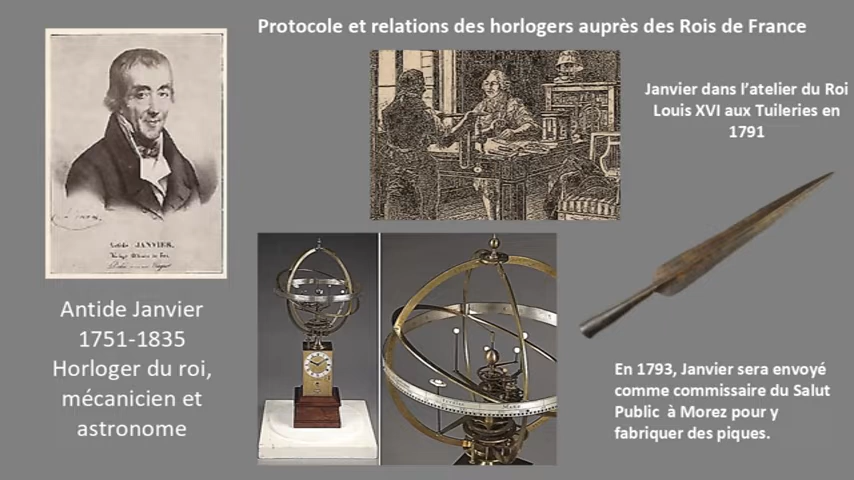 Protocole et relations des horlogers auprès des Rois de France
Janvier dans l'atelier du Roi
Louis XVI aux Tuileries en
1791
Antide JANVIER,
Antide Janvier
1751-1835
Horloger du roi,
mécanicien et
astronome
En 1793, Janvier sera envoyé
comme commissaire du Salut
Public à Morez pour y
fabriquer des piques.